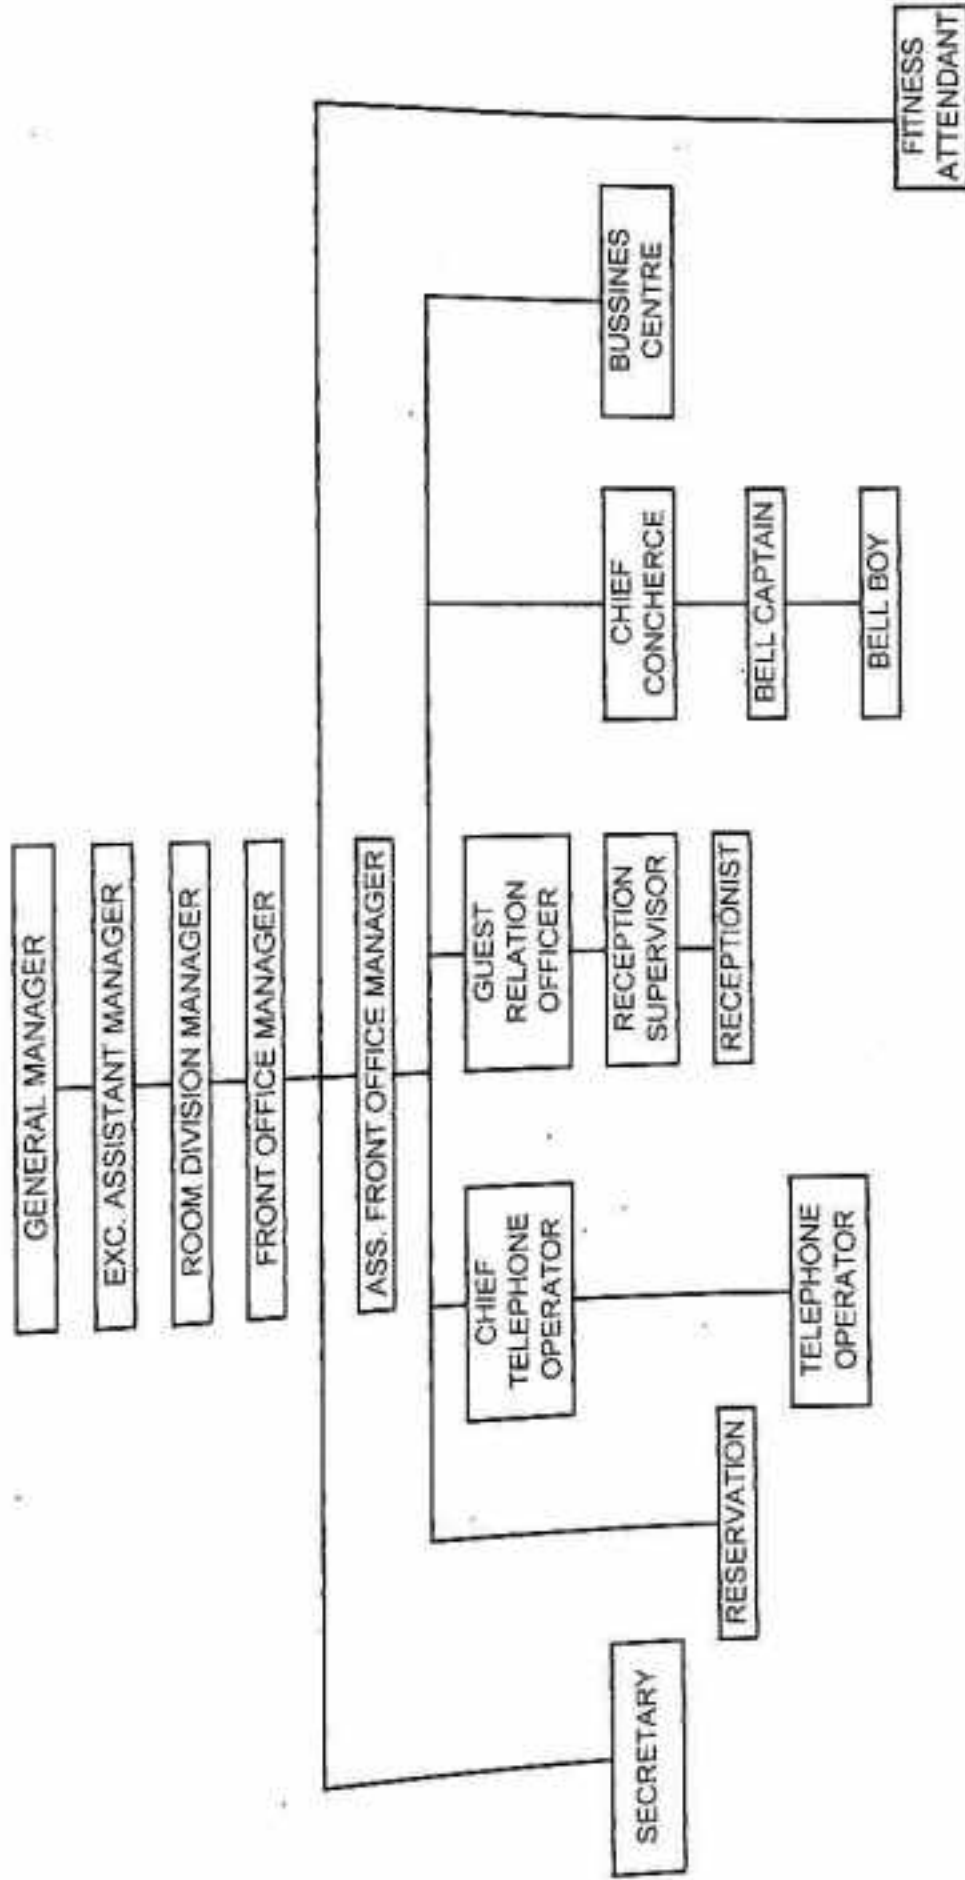 GENERAL MANAGER
EXC. ASSISTANT MANAGER
ROOM DIVISION MANAGER
FRONT OFFICE MANAGER
ASS. FRONT OFFICE MANAGER
SECRETARY
RESERVATION
CHIEF
TELEPHONE
OPERATOR
TELEPHONE
OPERATOR
GUEST
RELATION
OFFICER
RECEPTION
SUPERVISOR
RECEPTIONIST
CHIEF
CONCHERCE
BELL CAPTAIN
BELL BOY
BUSSINES
CENTRE
FITNESS
ATTENDANT